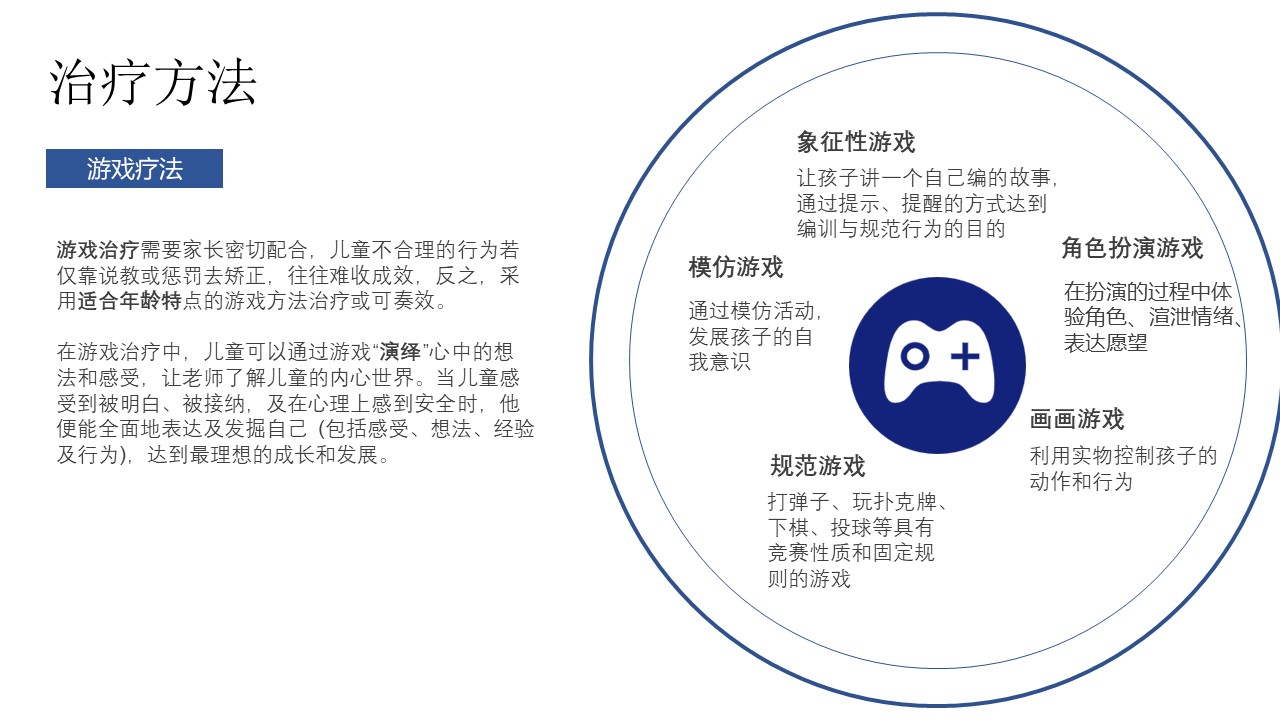 治疗方法
游戏疗法
游戏治疗需要家长密切配合，儿童不合理的行为若
仅靠说教或惩罚去矫正，往往难收成效，反之，采
用适合年龄特点的游戏方法治疗或可奏效。
在游戏治疗中，儿童可以通过游戏“演绎”心中的想
法和感受，让老师了解儿童的内心世界。当儿童感
受到被明白、被接纳，及在心理上感到安全时，他
便能全面地表达及发掘自己 (包括感受、想法、经验
及行为)，达到最理想的成长和发展。
象征性游戏
让孩子讲一个自己编的故事，
通过提示、提醒的方式达到
编训与规范行为的目的
角色扮演游戏
在扮演的过程中体
验角色、渲泄情绪、
表达愿望
模仿游戏
通过模仿活动，
发展孩子的自
我意识
画画游戏
利用实物控制孩子的
动作和行为
规范游戏
打弹子、玩扑克牌、
下棋、投球等具有
竞赛性质和固定规
则的游戏